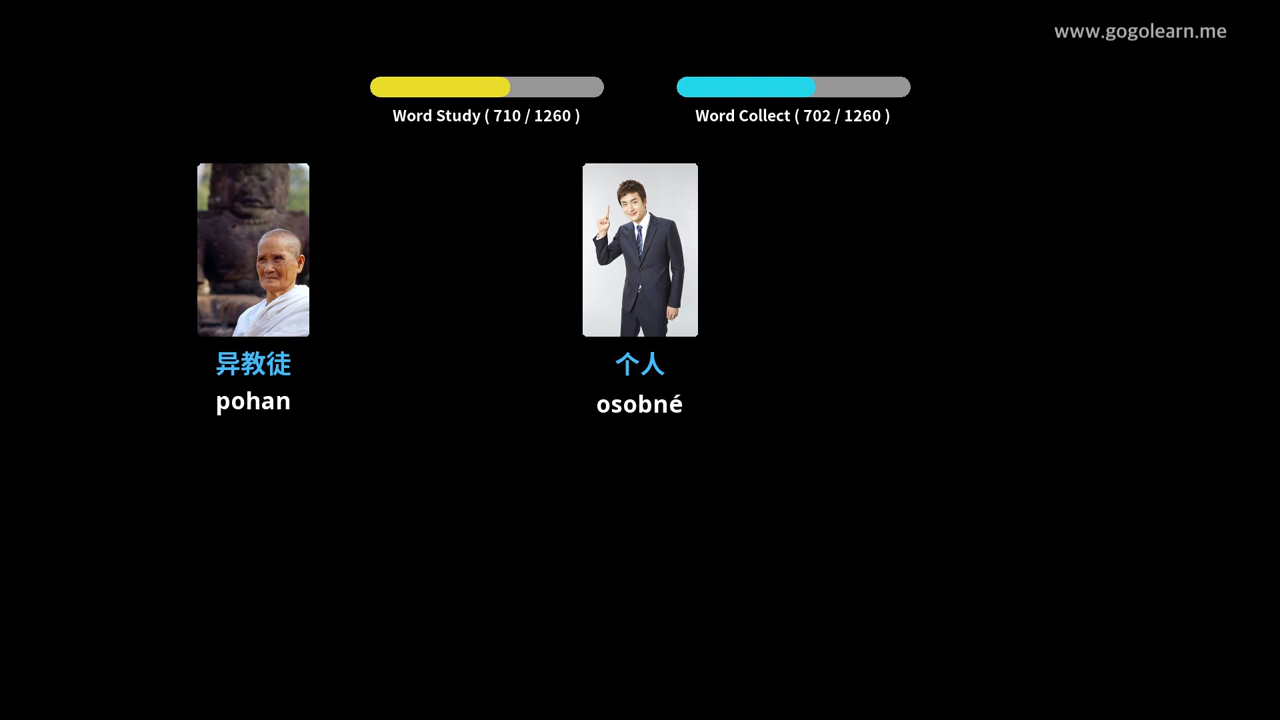 www.gogolearn.me
Word Study ( 710 / 1260 )
Word Collect ( 702 / 1260 )
异教徒
pohan
个人
osobné